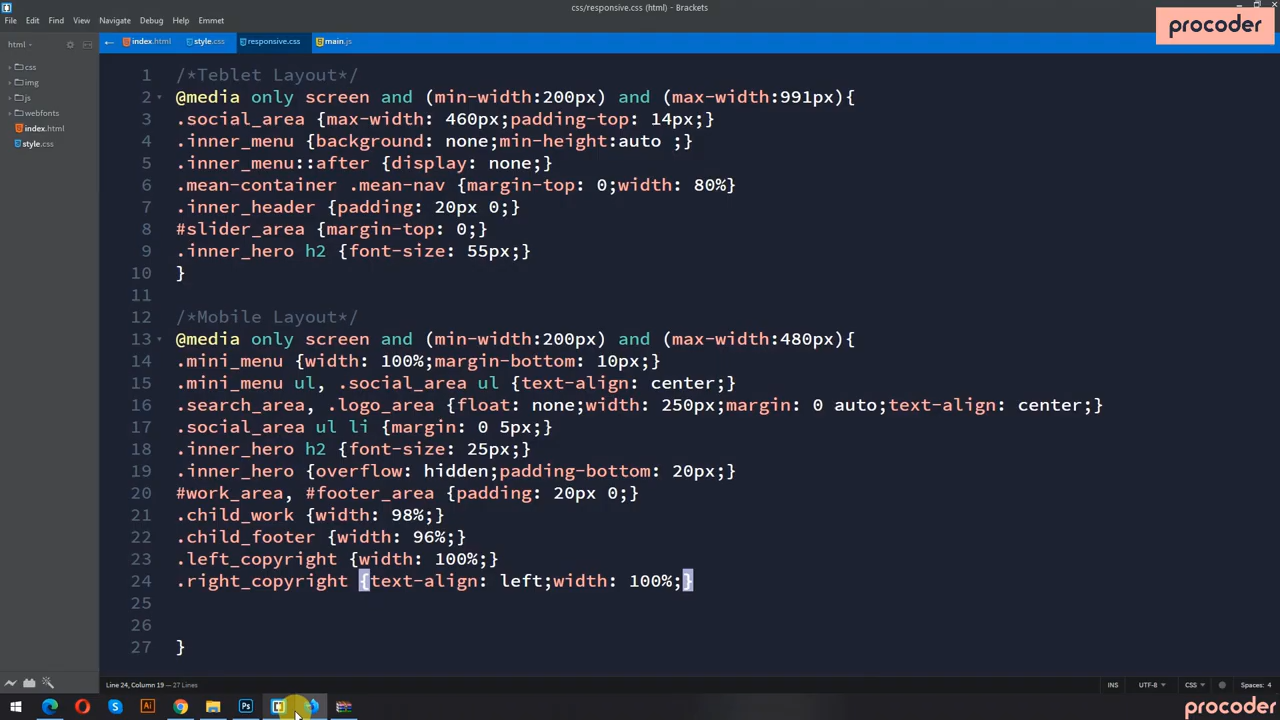 css/responsive.css (html) - Brackets
File Edit Find View Navigate Debug Help Emmet
procoder
html
index.html style.css responsive.css main.js
css
img
js
webfonts
index.html
style.css
1 /*Teblet Layout*/
2 @media only screen and (min-width:200px) and (max-width:991px){
3 .social_area {max-width: 460px;padding-top: 14px;}
4 .inner_menu {background: none;min-height:auto ;}
5 .inner_menu::after {display: none;}
6 .mean-container .mean-nav {margin-top: 0;width: 80%}
7 .inner_header {padding: 20px 0;}
8 #slider_area {margin-top: 0;}
9 .inner_hero h2 {font-size: 55px;}
10 }
11
12 /*Mobile Layout*/
13 @media only screen and (min-width:200px) and (max-width:480px){
14 .mini_menu {width: 100%;margin-bottom: 10px;}
15 .mini_menu ul, .social_area ul {text-align: center;}
16 .search_area, .logo_area {float: none;width: 250px;margin: 0 auto;text-align: center;}
17 .social_area ul li {margin: 0 5px;}
18 .inner_hero h2 {font-size: 25px;}
19 .inner_hero {overflow: hidden;padding-bottom: 20px;}
20 #work_area, #footer_area {padding: 20px 0;}
21 .child_work {width: 98%;}
22 .child_footer {width: 96%;}
23 .left_copyright {width: 100%;}
24 .right_copyright {text-align: left;width: 100%;}
25
26
27 }
Line 24, Column 19 — 27 Lines
INS UTF-8 CSS Spaces: 4
Ai Ps
procoder